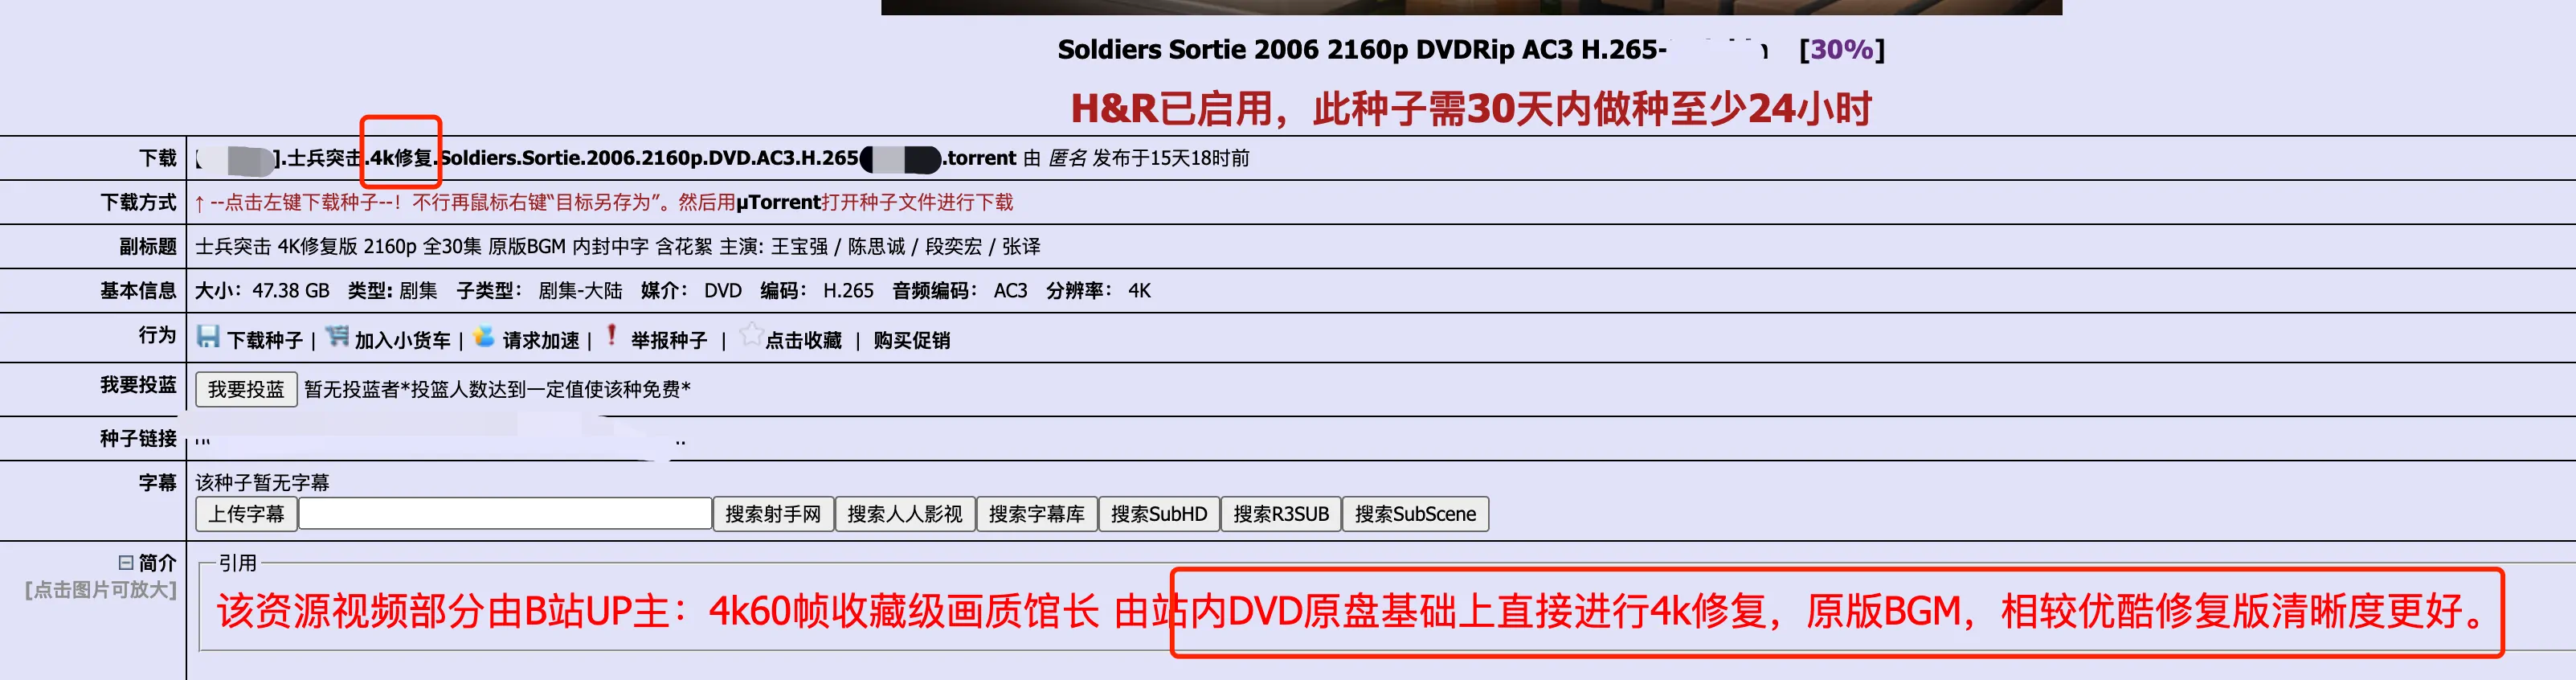 Soldiers Sortie 2006 2160p DVDRip AC3 H.265- [30%]
H&R已启用，此种子需30天内做种至少24小时
下载 ].士兵突击.4k修复.Soldiers.Sortie.2006.2160p.DVD.AC3.H.265 .torrent 由 匿名 发布于15天18时前
下载方式 ↑ --点击左键下载种子--！不行再鼠标右键“目标另存为”。然后用µTorrent打开种子文件进行下载
副标题 士兵突击 4K修复版 2160p 全30集 原版BGM 内封中字 含花絮 主演: 王宝强 / 陈思诚 / 段奕宏 / 张译
基本信息 大小： 47.38 GB 类型: 剧集 子类型： 剧集-大陆 媒介： DVD 编码： H.265 音频编码： AC3 分辨率： 4K
行为 下载种子 | 加入小货车 | 请求加速 | 举报种子 | 点击收藏 | 购买促销
我要投蓝 我要投蓝 暂无投蓝者*投篮人数达到一定值使该种免费*
种子链接 ..
字幕 该种子暂无字幕
上传字幕 搜索射手网 搜索人人影视 搜索字幕库 搜索SubHD 搜索R3SUB 搜索SubScene
简介 引用
[点击图片可放大]
该资源视频部分由B站UP主：4k60帧收藏级画质馆长 由站内DVD原盘基础上直接进行4k修复，原版BGM，相较优酷修复版清晰度更好。